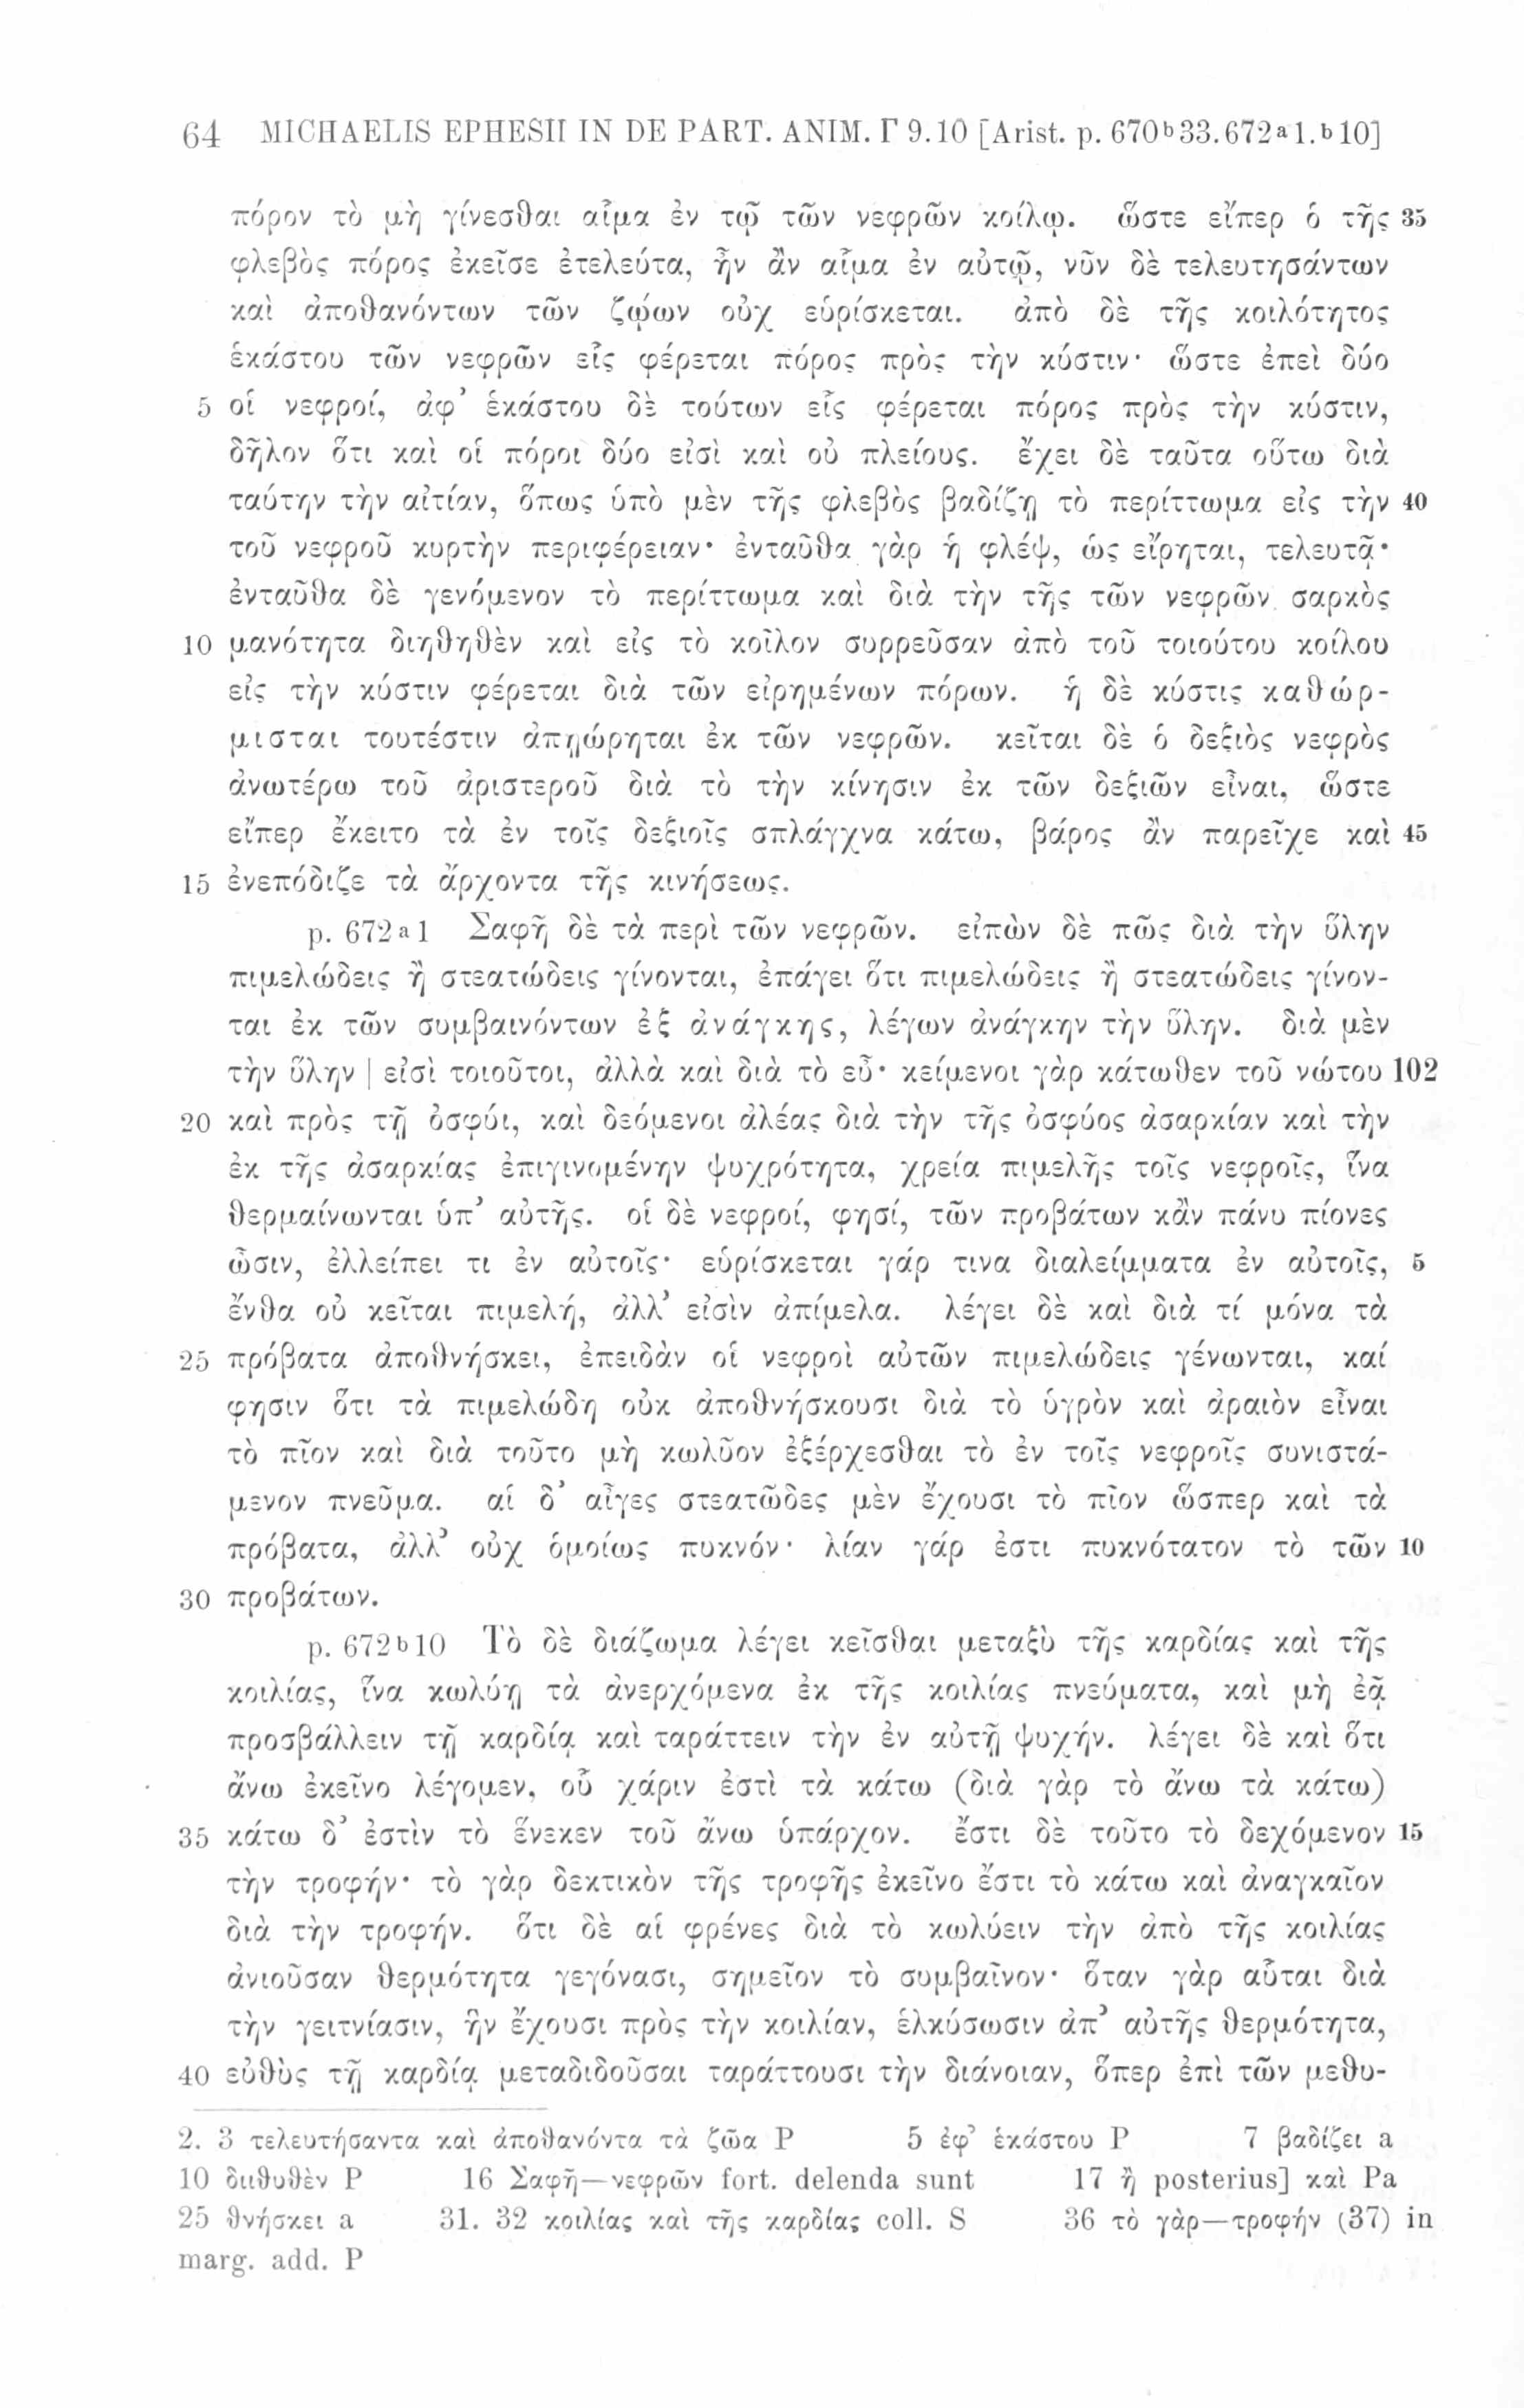 64 MICHAELIS EPHESII IN DE PART. ANIM. Γ 9.10 [Arist. p. 670b33.672a1.b10]
πόρον τὸ μὴ γίνεσθαι αἷμα ἐν τῷ τῶν νεφρῶν κοίλῳ. ὥστε εἴπερ ὁ τῆς 35
φλεβὸς πόρος ἐκεῖσε ἐτελεύτα, ἦν ἂν αἷμα ἐν αὐτῷ, νῦν δὲ τελευτησάντων
καὶ ἀποθανόντων τῶν ζῴων οὐχ εὑρίσκεται. ἀπὸ δὲ τῆς κοιλότητος
ἑκάστου τῶν νεφρῶν εἷς φέρεται πόρος πρὸς τὴν κύστιν· ὥστε ἐπεὶ δύο
5 οἱ νεφροί, ἀφ’ ἑκάστου δὲ τούτων εἷς φέρεται πόρος πρὸς τὴν κύστιν,
δῆλον ὅτι καὶ οἱ πόροι δύο εἰσὶ καὶ οὐ πλείους. ἔχει δὲ ταῦτα οὕτω διὰ
ταύτην τὴν αἰτίαν, ὅπως ὑπὸ μὲν τῆς φλεβὸς βαδίζῃ τὸ περίττωμα εἰς τὴν 40
τοῦ νεφροῦ κυρτὴν περιφέρειαν· ἐνταῦθα γὰρ ἡ φλέψ, ὡς εἴρηται, τελευτᾷ·
ἐνταῦθα δὲ γενόμενον τὸ περίττωμα καὶ διὰ τὴν τῆς τῶν νεφρῶν σαρκὸς
10 μανότητα διηθηθὲν καὶ εἰς τὸ κοῖλον συρρεῦσαν ἀπὸ τοῦ τοιούτου κοίλου
εἰς τὴν κύστιν φέρεται διὰ τῶν εἰρημένων πόρων. ἡ δὲ κύστις καθώρ-
μισται τουτέστιν ἀπῃώρηται ἐκ τῶν νεφρῶν. κεῖται δὲ ὁ δεξιὸς νεφρὸς
ἀνωτέρω τοῦ ἀριστεροῦ διὰ τὸ τὴν κίνησιν ἐκ τῶν δεξιῶν εἶναι, ὥστε
εἴπερ ἔκειτο τὰ ἐν τοῖς δεξιοῖς σπλάγχνα κάτω, βάρος ἂν παρεῖχε καὶ 45
15 ἐνεπόδιζε τὰ ἄρχοντα τῆς κινήσεως.
p. 672a1 Σαφῆ δὲ τὰ περὶ τῶν νεφρῶν. εἰπὼν δὲ πῶς διὰ τὴν ὕλην
πιμελώδεις ἢ στεατώδεις γίνονται, ἐπάγει ὅτι πιμελώδεις ἢ στεατώδεις γίνον-
ται ἐκ τῶν συμβαινόντων ἐξ ἀνάγκης, λέγων ἀνάγκην τὴν ὕλην. διὰ μὲν
τὴν ὕλην | εἰσὶ τοιοῦτοι, ἀλλὰ καὶ διὰ τὸ εὖ· κείμενοι γὰρ κάτωθεν τοῦ νώτου 102
20 καὶ πρὸς τῇ ὀσφύι, καὶ δεόμενοι ἀλέας διὰ τὴν τῆς ὀσφύος ἀσαρκίαν καὶ τὴν
ἐκ τῆς ἀσαρκίας ἐπιγινομένην ψυχρότητα, χρεία πιμελῆς τοῖς νεφροῖς, ἵνα
θερμαίνωνται ὑπ’ αὐτῆς. οἱ δὲ νεφροί, φησί, τῶν προβάτων κἂν πάνυ πίονες
ὦσιν, ἐλλείπει τι ἐν αὐτοῖς· εὑρίσκεται γάρ τινα διαλείμματα ἐν αὐτοῖς, 5
ἔνθα οὐ κεῖται πιμελή, ἀλλ’ εἰσὶν ἀπίμελα. λέγει δὲ καὶ διὰ τί μόνα τὰ
25 πρόβατα ἀποθνήσκει, ἐπειδὰν οἱ νεφροὶ αὐτῶν πιμελώδεις γένωνται, καί
φησιν ὅτι τὰ πιμελώδη οὐκ ἀποθνήσκουσι διὰ τὸ ὑγρὸν καὶ ἀραιὸν εἶναι
τὸ πῖον καὶ διὰ τοῦτο μὴ κωλῦον ἐξέρχεσθαι τὸ ἐν τοῖς νεφροῖς συνιστά-
μενον πνεῦμα. αἱ δ’ αἶγες στεατῶδες μὲν ἔχουσι τὸ πῖον ὥσπερ καὶ τὰ
πρόβατα, ἀλλ’ οὐχ ὁμοίως πυκνόν· λίαν γάρ ἐστι πυκνότατον τὸ τῶν 10
30 προβάτων.
p. 672b10 Τὸ δὲ διάζωμα λέγει κεῖσθαι μεταξὺ τῆς καρδίας καὶ τῆς
κοιλίας, ἵνα κωλύῃ τὰ ἀνερχόμενα ἐκ τῆς κοιλίας πνεύματα, καὶ μὴ ἐᾷ
προσβάλλειν τῇ καρδίᾳ καὶ ταράττειν τὴν ἐν αὐτῇ ψυχήν. λέγει δὲ καὶ ὅτι
ἄνω ἐκεῖνο λέγομεν, οὗ χάριν ἐστὶ τὰ κάτω (διὰ γὰρ τὸ ἄνω τὰ κάτω)
35 κάτω δ’ ἐστὶν τὸ ἕνεκεν τοῦ ἄνω ὑπάρχον. ἔστι δὲ τοῦτο τὸ δεχόμενον 15
τὴν τροφήν· τὸ γὰρ δεκτικὸν τῆς τροφῆς ἐκεῖνο ἔστι τὸ κάτω καὶ ἀναγκαῖον
διὰ τὴν τροφήν. ὅτι δὲ αἱ φρένες διὰ τὸ κωλύειν τὴν ἀπὸ τῆς κοιλίας
ἀνιοῦσαν θερμότητα γεγόνασι, σημεῖον τὸ συμβαῖνον· ὅταν γὰρ αὗται διὰ
τὴν γειτνίασιν, ἣν ἔχουσι πρὸς τὴν κοιλίαν, ἑλκύσωσιν ἀπ’ αὐτῆς θερμότητα,
40 εὐθὺς τῇ καρδίᾳ μεταδιδοῦσαι ταράττουσι τὴν διάνοιαν, ὅπερ ἐπὶ τῶν μεθυ-
2. 3 τελευτήσαντα καὶ ἀποθανόντα τὰ ζῶα P 5 ἐφ’ ἑκάστου P 7 βαδίζει a
10 διιθυθὲν P 16 Σαφῆ—νεφρῶν fort. delenda sunt 17 ἢ posterius] καὶ Pa
25 θνήσκει a 31. 32 κοιλίας καὶ τῆς καρδίας coll. S 36 τὸ γὰρ—τροφήν (37) in
marg. add. P